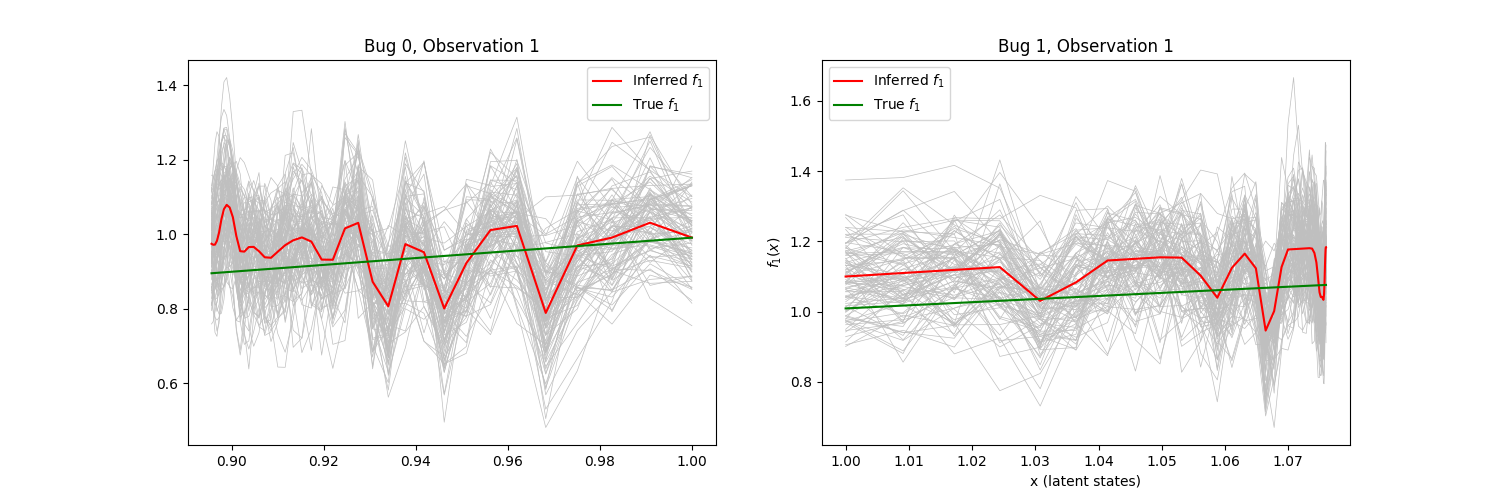 Bug 0, Observation 1
Inferred f₁
True f₁
1.4
1.2
1.0
0.8
0.6
0.90 0.92 0.94 0.96 0.98 1.00
Bug 1, Observation 1
Inferred f₁
True f₁
f₁(x)
1.6
1.4
1.2
1.0
0.8
1.00 1.01 1.02 1.03 1.04 1.05 1.06 1.07
x (latent states)